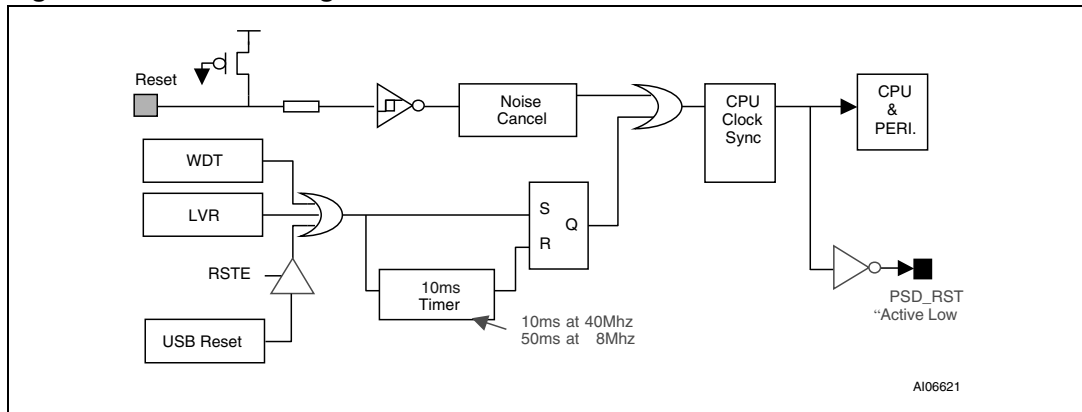 Reset
Noise
Cancel
CPU
Clock
Sync
CPU
&
PERI.
WDT
LVR
S
R
Q
RSTE
10ms
Timer
10ms at 40Mhz
50ms at 8Mhz
USB Reset
PSD_RST
“Active Low
AI06621